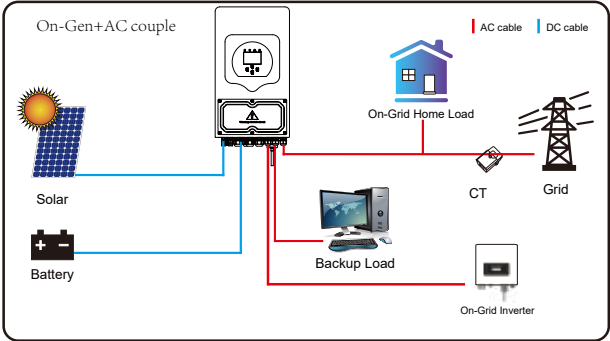 On-Gen+AC couple
AC cable
DC cable
On-Grid Home Load
Solar
CT
Grid
Battery
Backup Load
On-Grid Inverter